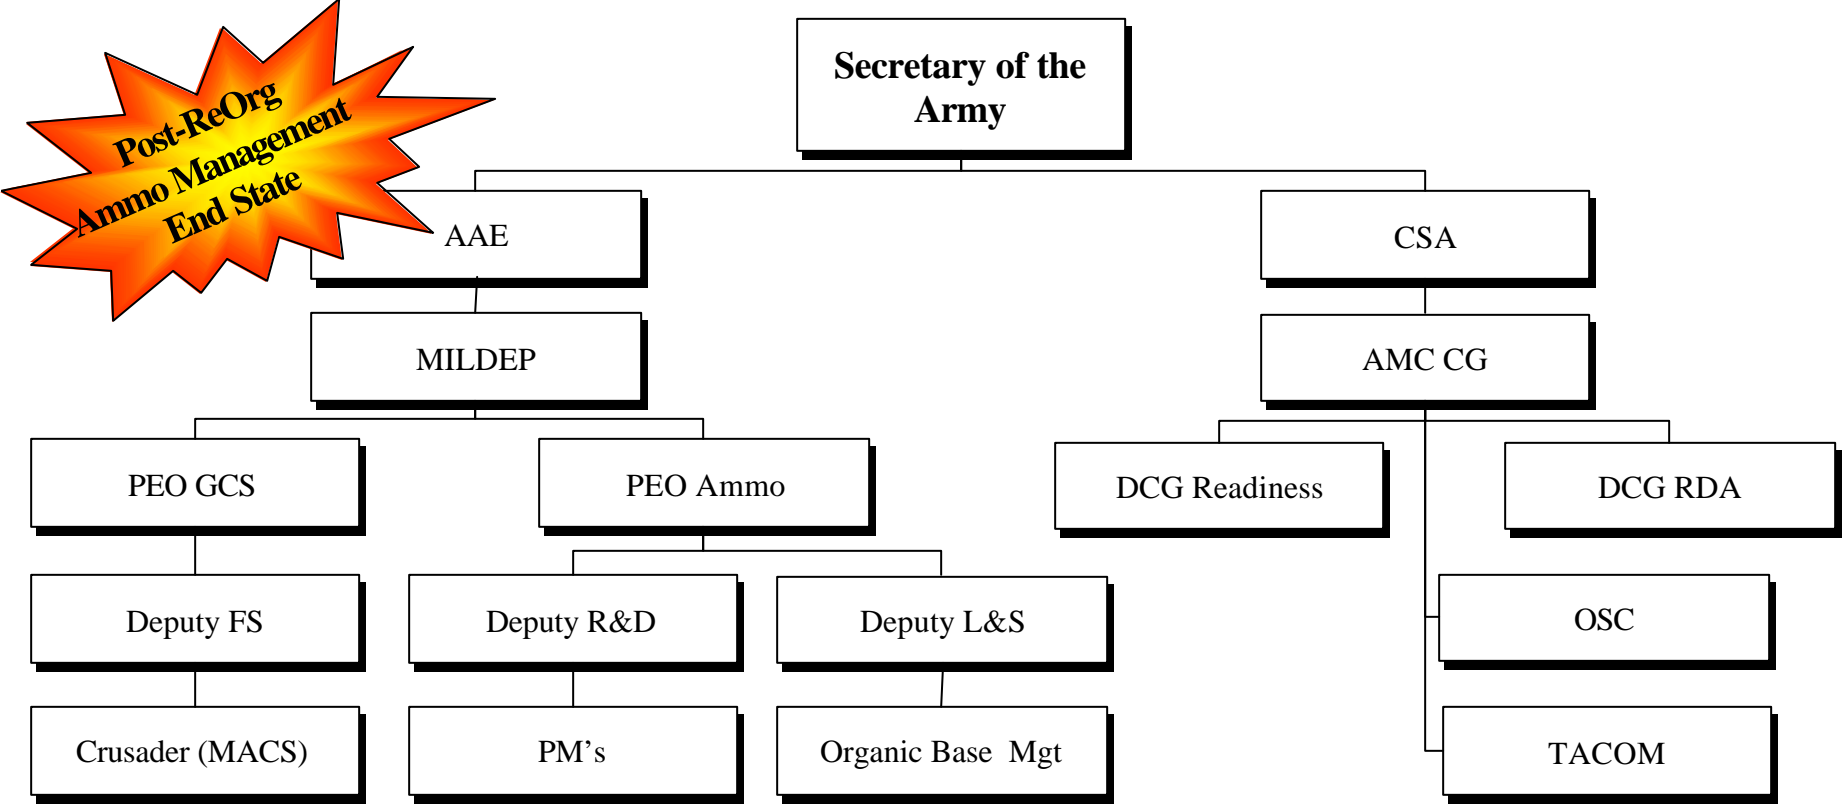 Post-ReOrg
Ammo Management
End State
Secretary of the
Army
AAE
CSA
MILDEP
AMC CG
PEO GCS
PEO Ammo
DCG Readiness
DCG RDA
Deputy FS
Deputy R&D
Deputy L&S
OSC
Crusader (MACS)
PM’s
Organic Base  Mgt
TACOM